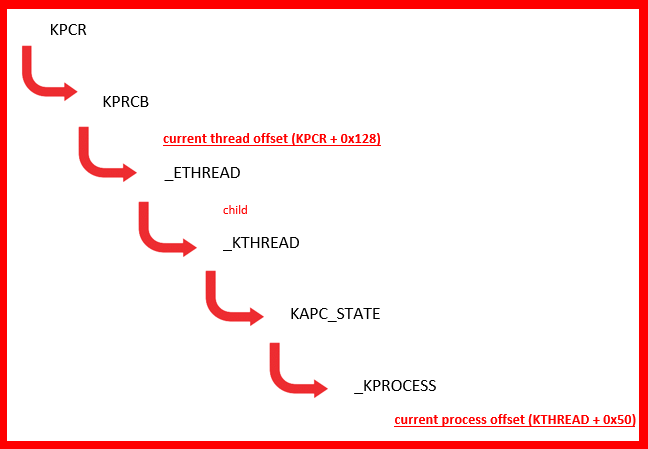 KPCR
KPRCB
current thread offset (KPCR + 0x128)
_ETHREAD
child
_KTHREAD
KAPC_STATE
_KPROCESS
current process offset (KTHREAD + 0x50)